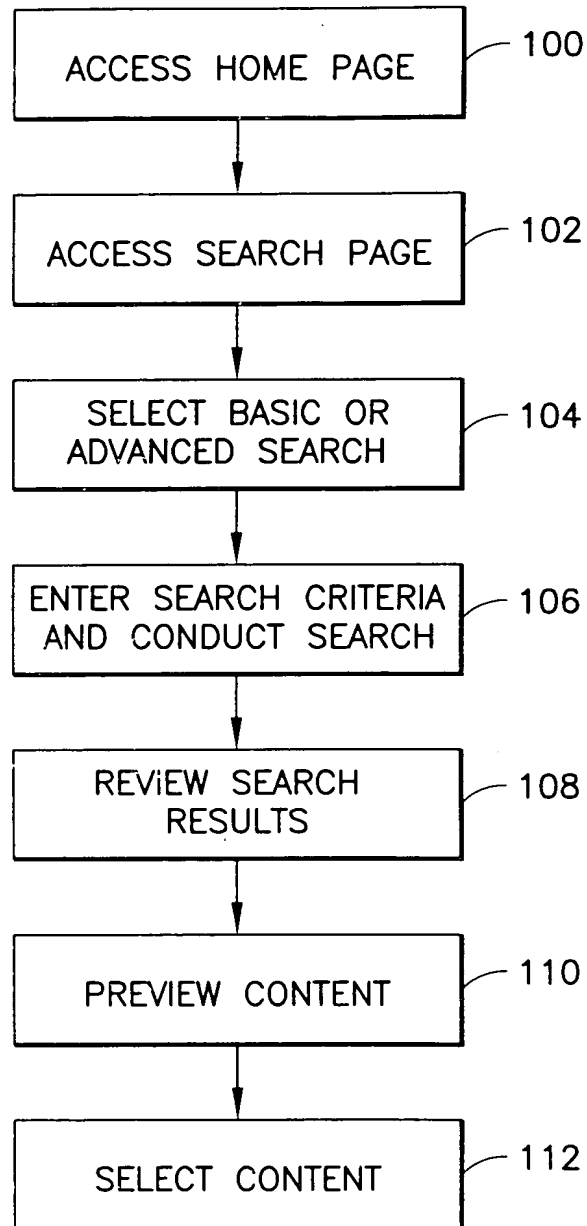 ACCESS HOME PAGE
100
ACCESS SEARCH PAGE
102
SELECT BASIC OR
ADVANCED SEARCH
104
ENTER SEARCH CRITERIA
AND CONDUCT SEARCH
106
REVIEW SEARCH
RESULTS
108
PREVIEW CONTENT
110
SELECT CONTENT
112